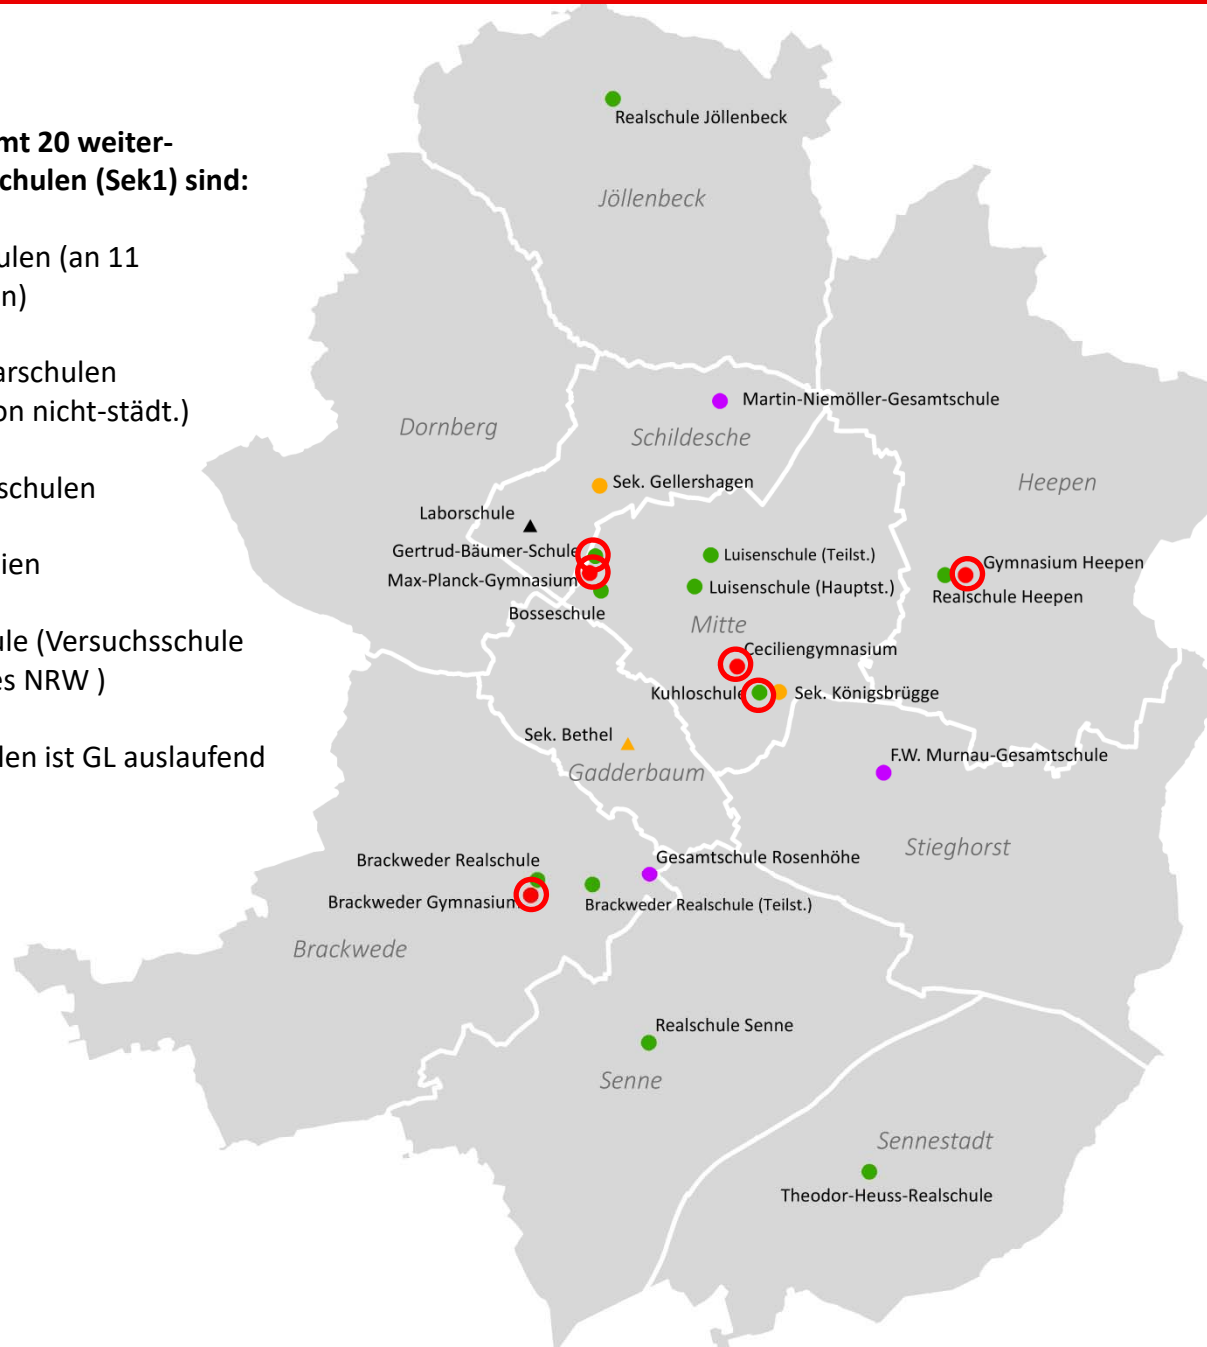 mt 20 weiter-
chulen (Sek1) sind:
ulen (an 11
n)
arschulen
on nicht-städt.)
schulen
ien
ule (Versuchsschule
es NRW )
len ist GL auslaufend
Realschule Jöllenbeck
Jöllenbeck
Martin-Niemöller-Gesamtschule
Dornberg
Schildesche
Sek. Gellershagen
Heepen
Laborschule
Gertrud-Bäumer-Schule
Luisenschule (Teilst.)
Gymnasium Heepen
Max-Planck-Gymnasium
Luisenschule (Hauptst.)
Realschule Heepen
Bosseschule
Mitte
Ceciliengymnasium
Kuhloschule
Sek. Königsbrügge
Sek. Bethel
F.W. Murnau-Gesamtschule
Gadderbaum
Stieghorst
Brackweder Realschule
Gesamtschule Rosenhöhe
Brackweder Gymnasium
Brackweder Realschule (Teilst.)
Brackwede
Realschule Senne
Senne
Sennestadt
Theodor-Heuss-Realschule